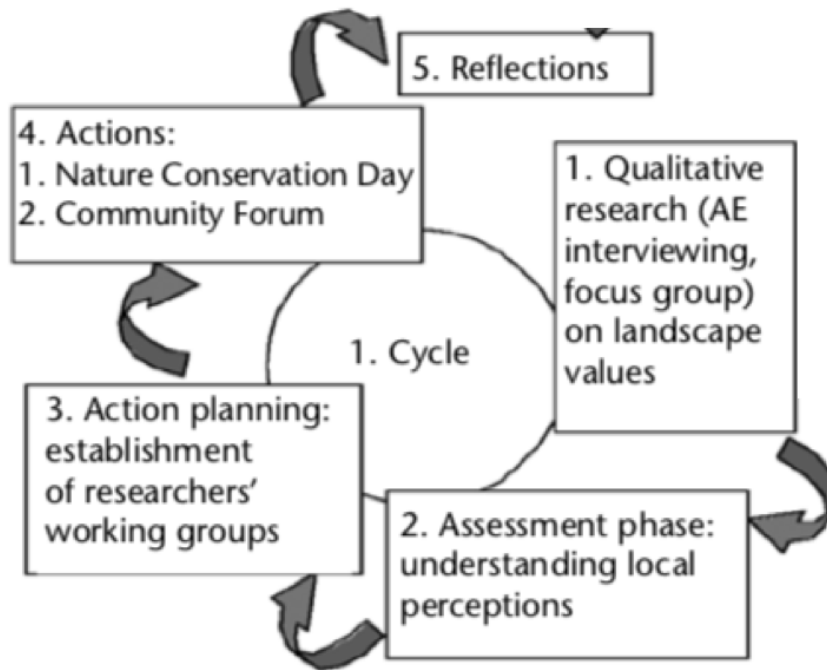 5. Reflections
4. Actions:
1. Nature Conservation Day
2. Community Forum
1. Qualitative
research (AE
interviewing,
focus group)
on landscape
values
1. Cycle
3. Action planning:
establishment
of researchers’
working groups
2. Assessment phase:
understanding local
perceptions